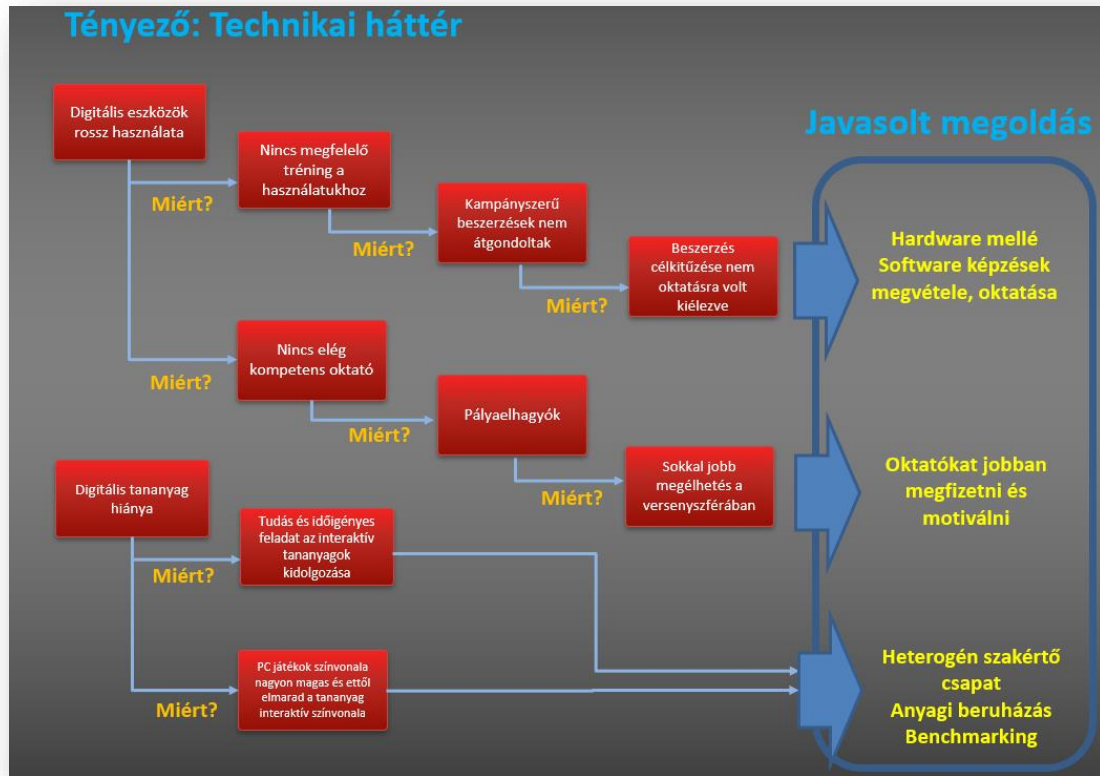 Tényező: Technikai háttér
Digitális eszközök
rossz használata
Miért?
Nincs megfelelő
tréning a
használatukhoz
Miért?
Kampányszerű
beszerzések nem
átgondoltak
Miért?
Beszerzés
célkitűzése nem
oktatásra volt
kiélezve
Javasolt megoldás
Hardware mellé
Software képzések
megvétele, oktatása
Miért?
Nincs elég
kompetens oktató
Miért?
Pályaelhagyók
Miért?
Sokkal jobb
megélhetés a
versenyszférában
Oktatókat jobban
megfizetni és
motiválni
Digitális tananyag
hiánya
Miért?
Tudás és időigényes
feladat az interaktív
tananyagok
kidolgozása
Miért?
PC játékok színvonala
nagyon magas és ettől
elmarad a tananyag
interaktív színvonala
Heterogén szakértő
csapat
Anyagi beruházás
Benchmarking